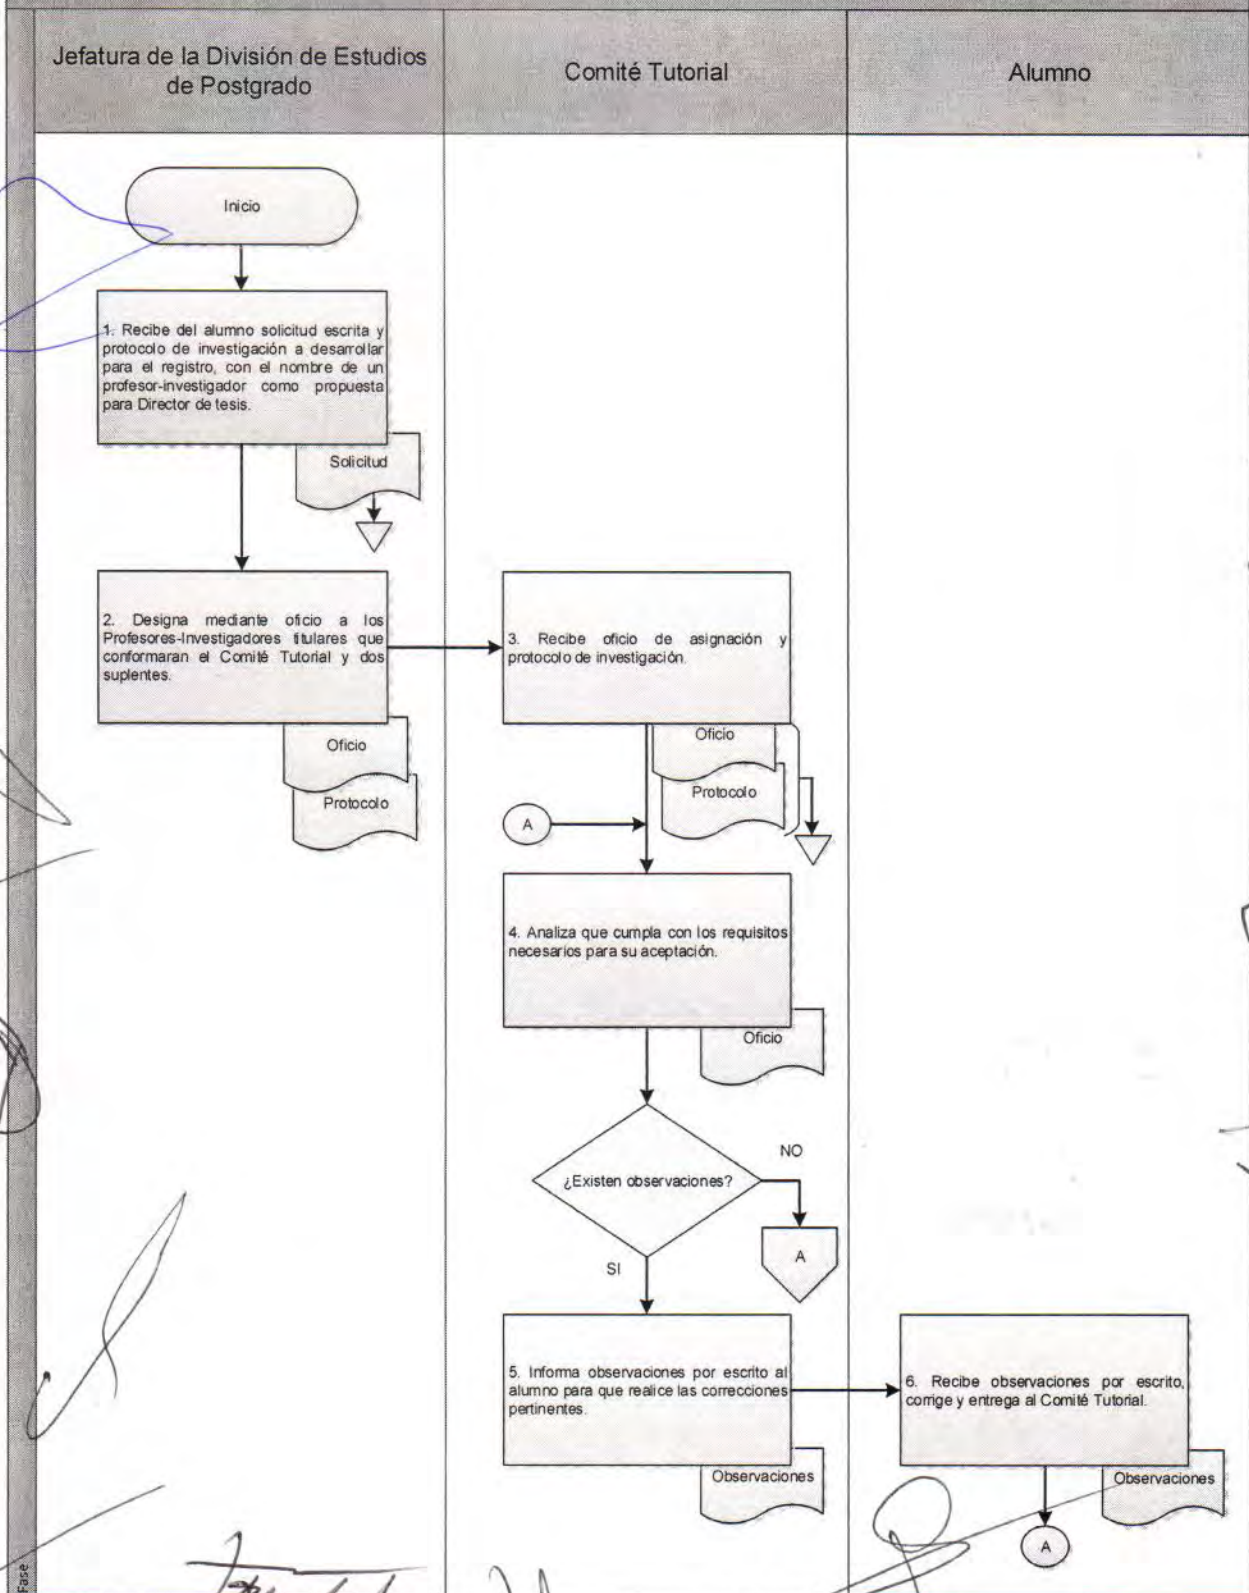 Jefatura de la División de Estudios
de Postgrado
Comité Tutorial
Alumno
Inicio
1. Recibe del alumno solicitud escrita y
protocolo de investigación a desarrollar
para el registro, con el nombre de un
profesor-investigador como propuesta
para Director de tesis.
Solicitud
2. Designa mediante oficio a los
Profesores-Investigadores titulares que
conformaran el Comité Tutorial y dos
suplentes.
Oficio
Protocolo
3. Recibe oficio de asignación y
protocolo de investigación.
Oficio
Protocolo
A
4. Analiza que cumpla con los requisitos
necesarios para su aceptación.
Oficio
¿Existen observaciones?
NO
A
SI
5. Informa observaciones por escrito al
alumno para que realice las correcciones
pertinentes.
Observaciones
6. Recibe observaciones por escrito,
corrige y entrega al Comité Tutorial.
Observaciones
A
Fase